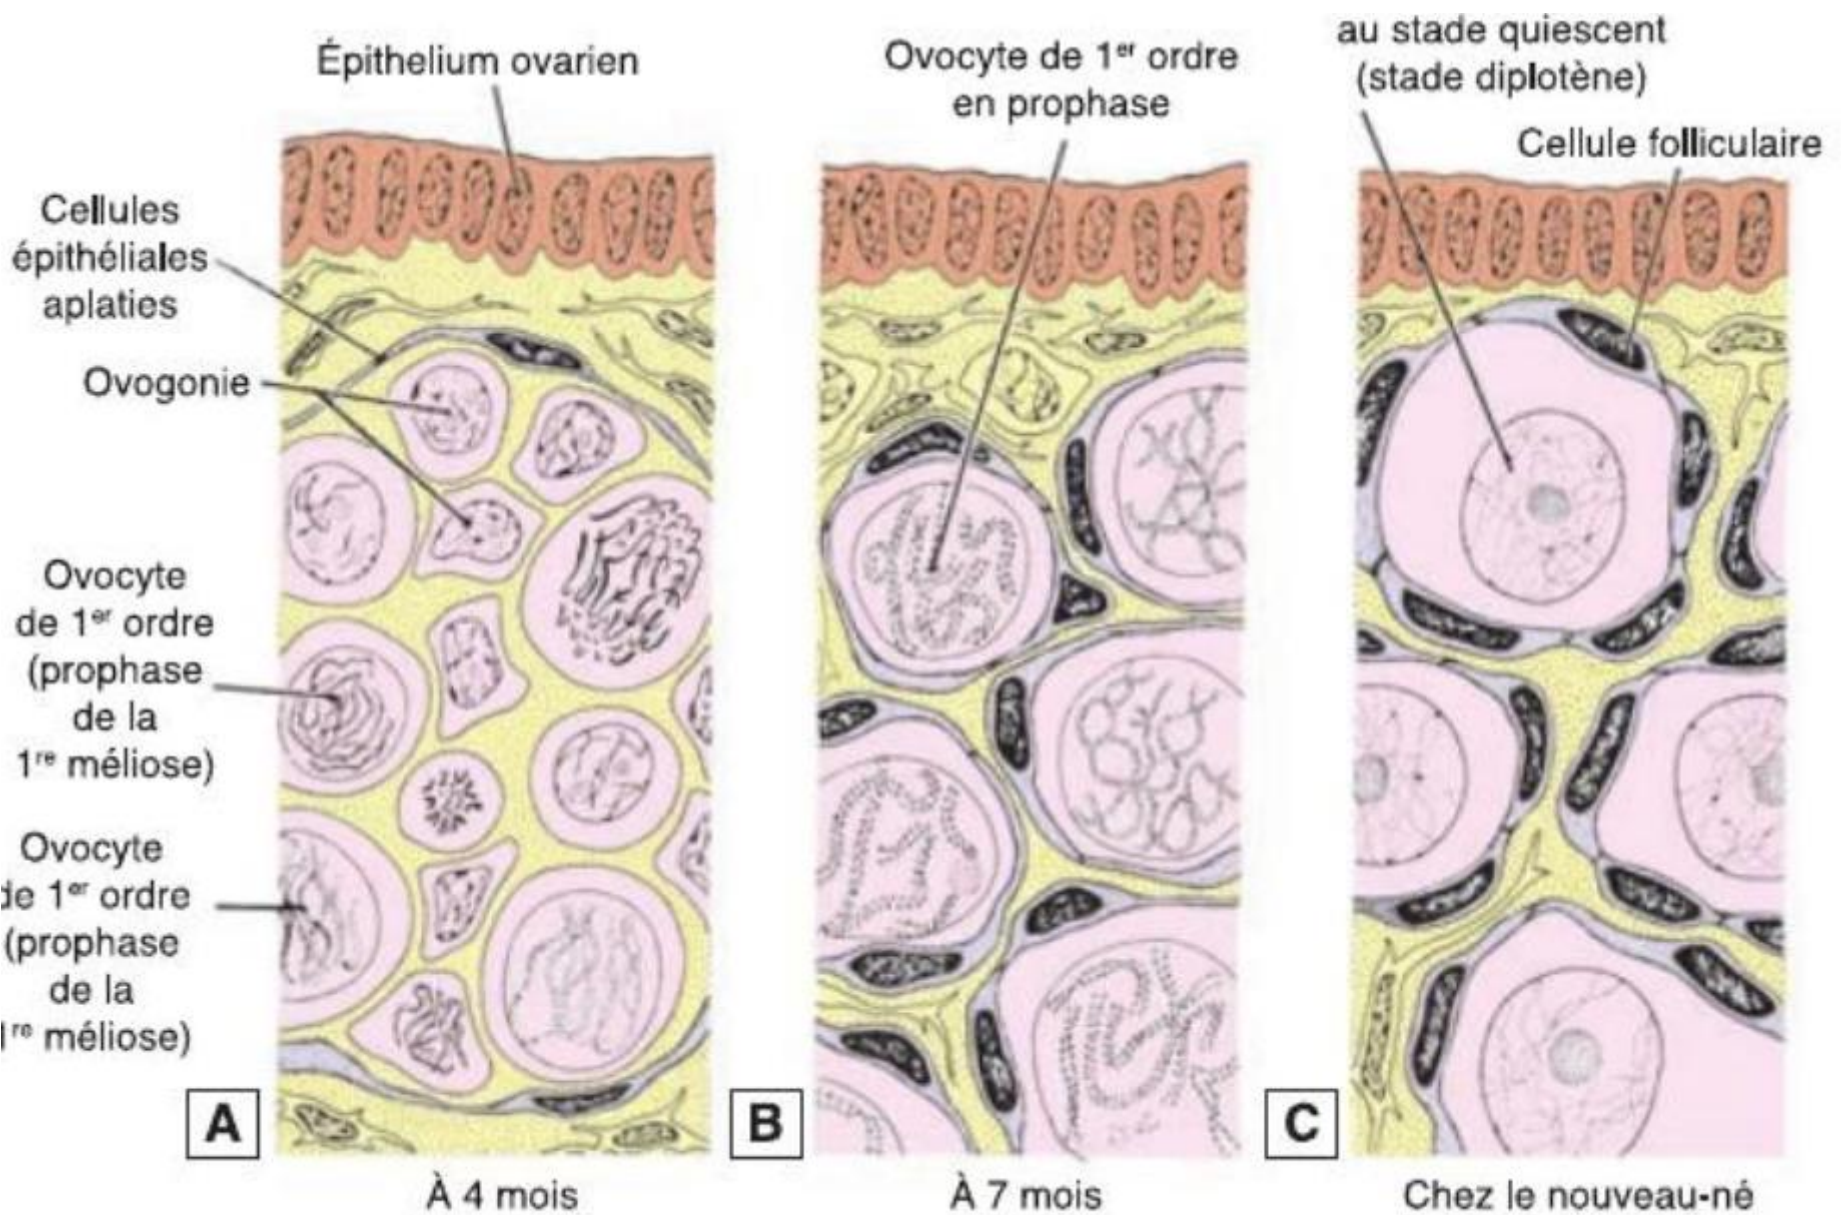 Épithelium ovarien
Cellules
épithéliales
aplaties
Ovogonie
Ovocyte
de 1er ordre
(prophase
de la
1re méliose)
Ovocyte
de 1er ordre
(prophase
de la
1re méliose)
A
À 4 mois
Ovocyte de 1er ordre
en prophase
B
À 7 mois
au stade quiescent
(stade diplotène)
Cellule folliculaire
C
Chez le nouveau-né